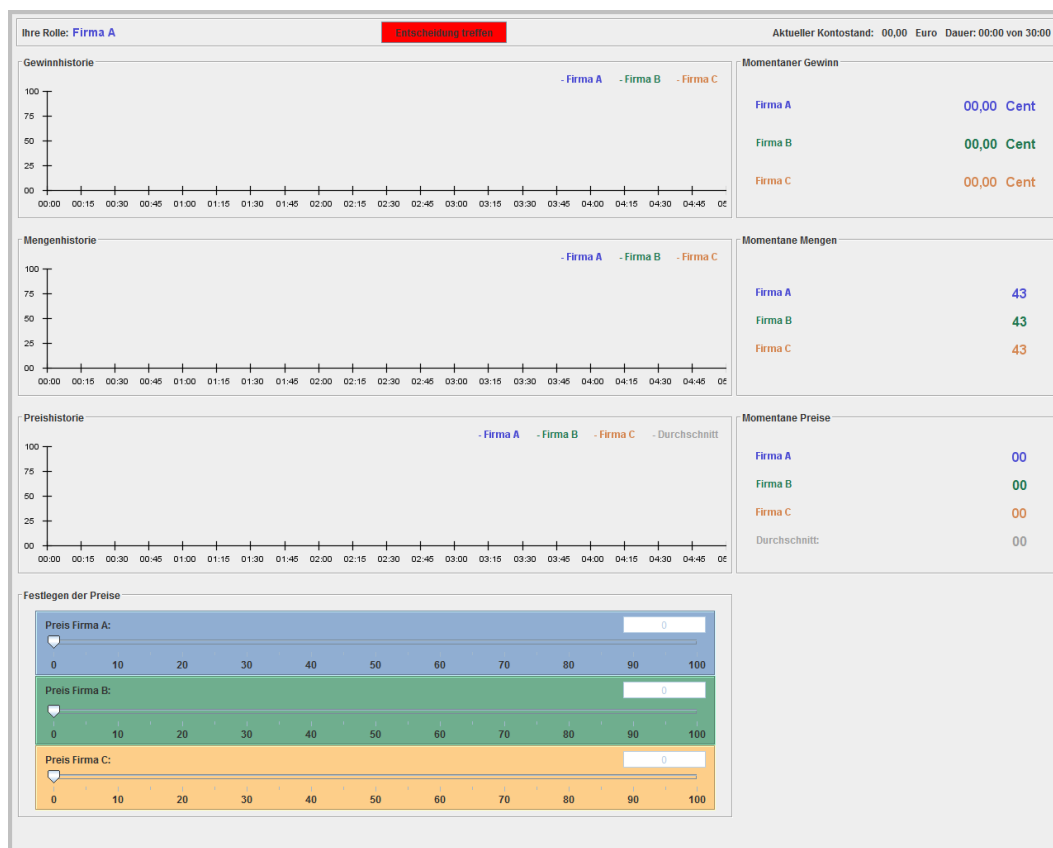 Ihre Rolle: Firma A Entscheidung treffen Aktueller Kontostand: 00,00 Euro Dauer: 00:00 von 30:00
Gewinnhistorie
- Firma A - Firma B - Firma C
100
75
50
25
00
00:00 00:15 00:30 00:45 01:00 01:15 01:30 01:45 02:00 02:15 02:30 02:45 03:00 03:15 03:30 03:45 04:00 04:15 04:30 04:45 05
Momentaner Gewinn
Firma A 00,00 Cent
Firma B 00,00 Cent
Firma C 00,00 Cent
Mengenhistorie
- Firma A - Firma B - Firma C
100
75
50
25
00
00:00 00:15 00:30 00:45 01:00 01:15 01:30 01:45 02:00 02:15 02:30 02:45 03:00 03:15 03:30 03:45 04:00 04:15 04:30 04:45 05
Momentane Mengen
Firma A 43
Firma B 43
Firma C 43
Preishistorie
- Firma A - Firma B - Firma C - Durchschnitt
100
75
50
25
00
00:00 00:15 00:30 00:45 01:00 01:15 01:30 01:45 02:00 02:15 02:30 02:45 03:00 03:15 03:30 03:45 04:00 04:15 04:30 04:45 05
Momentane Preise
Firma A 00
Firma B 00
Firma C 00
Durchschnitt: 00
Festlegen der Preise
Preis Firma A: 0
0 10 20 30 40 50 60 70 80 90 100
Preis Firma B: 0
0 10 20 30 40 50 60 70 80 90 100
Preis Firma C: 0
0 10 20 30 40 50 60 70 80 90 100